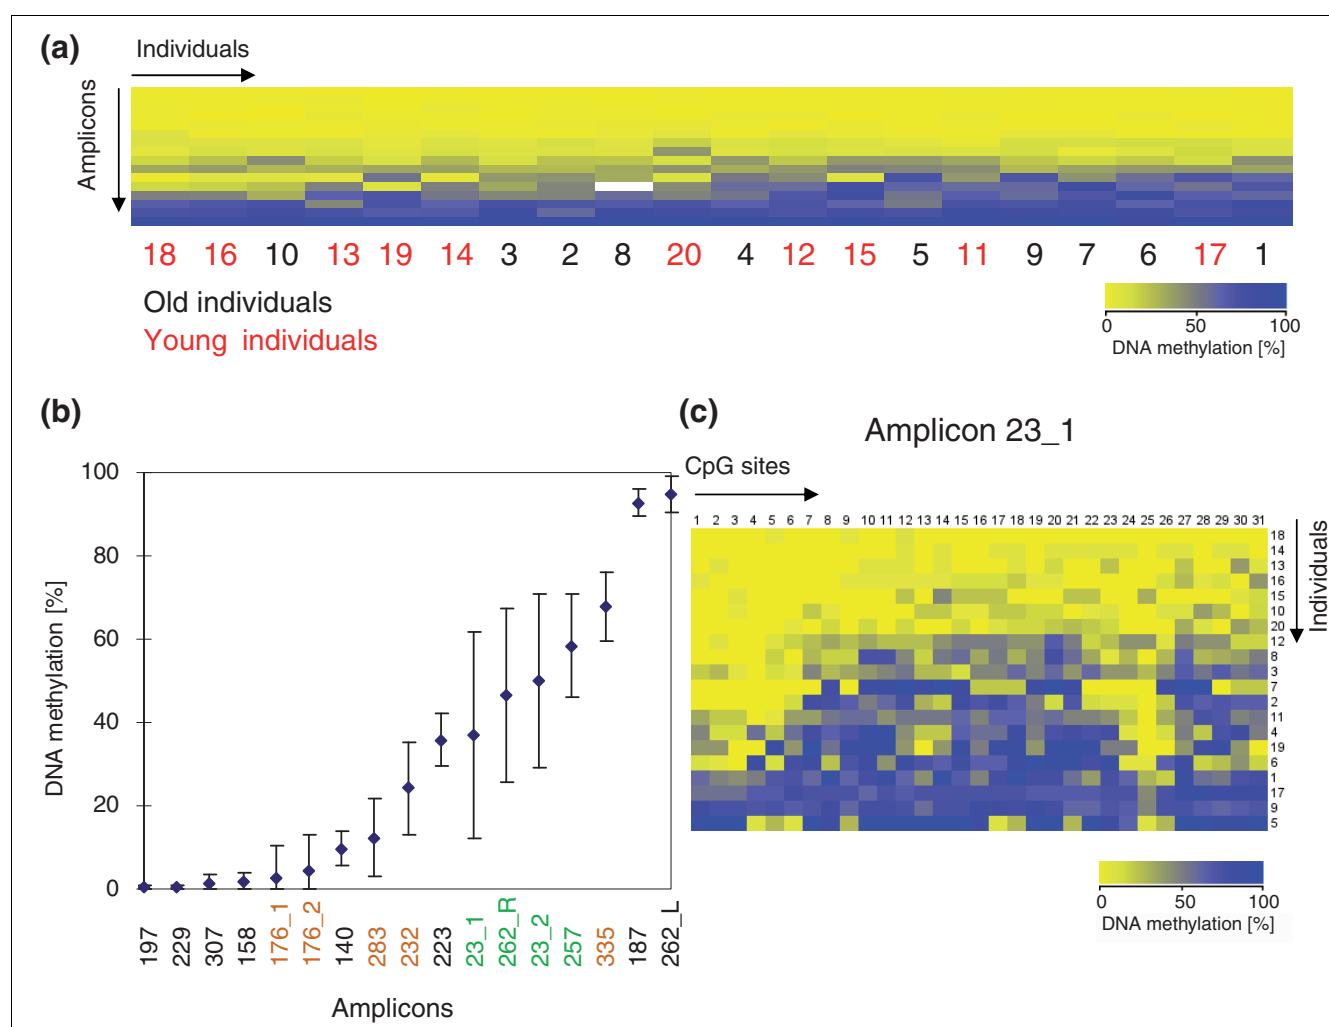 (a)
Individuals
Amplicons
18 16 10 13 19 14 3 2 8 20 4 12 15 5 11 9 7 6 17 1
Old individuals
Young individuals
0 50 100
DNA methylation [%]
(b)
100
80
60
40
20
0
DNA methylation [%]
197 229 307 158 176_1 176_2 140 283 232 223 23_1 262_R 23_2 257 335 187 262_L
Amplicons
(c)
Amplicon 23_1
CpG sites
1 2 3 4 5 6 7 8 9 10 11 12 13 14 15 16 17 18 19 20 21 22 23 24 25 26 27 28 29 30 31
18
14
13
16
15
10
20
12
8
3
7
2
11
4
19
6
1
17
9
5
Individuals
0 50 100
DNA methylation [%]